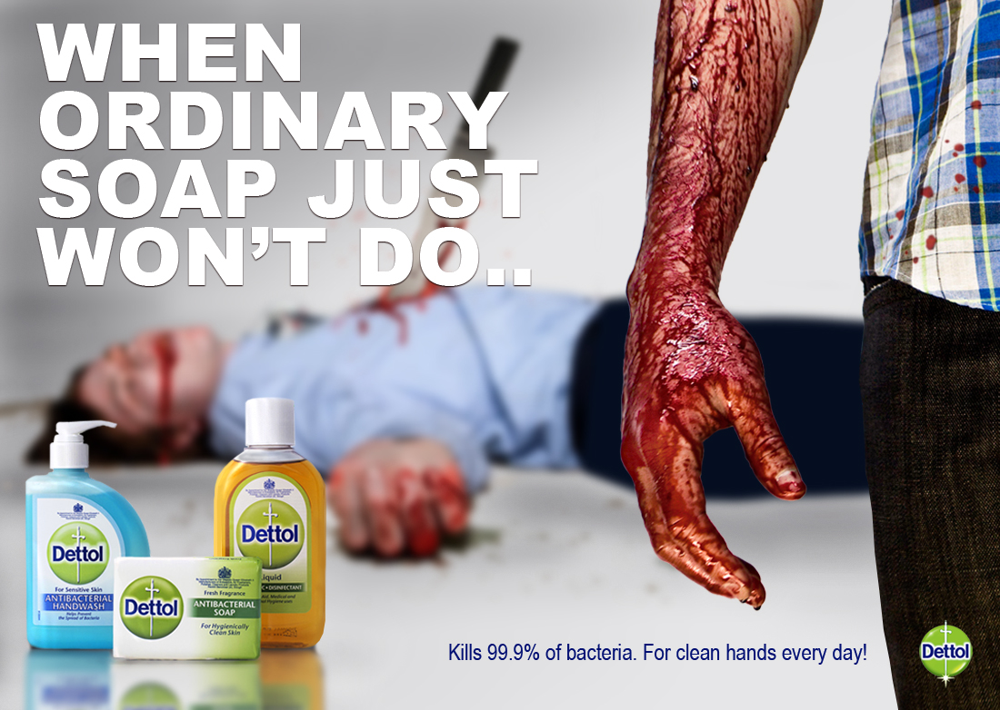 WHEN
ORDINARY
SOAP JUST
WON'T DO..
Dettol
For Sensitive Skin
ANTIBACTERIAL
HANDWASH
Helps Prevent
the Spread of Bacteria
Dettol
Liquid
DISINFECTANT
Dettol
Fresh Fragrance
ANTIBACTERIAL
SOAP
For Hygienically
Clean Skin
Kills 99.9% of bacteria. For clean hands every day!
Dettol